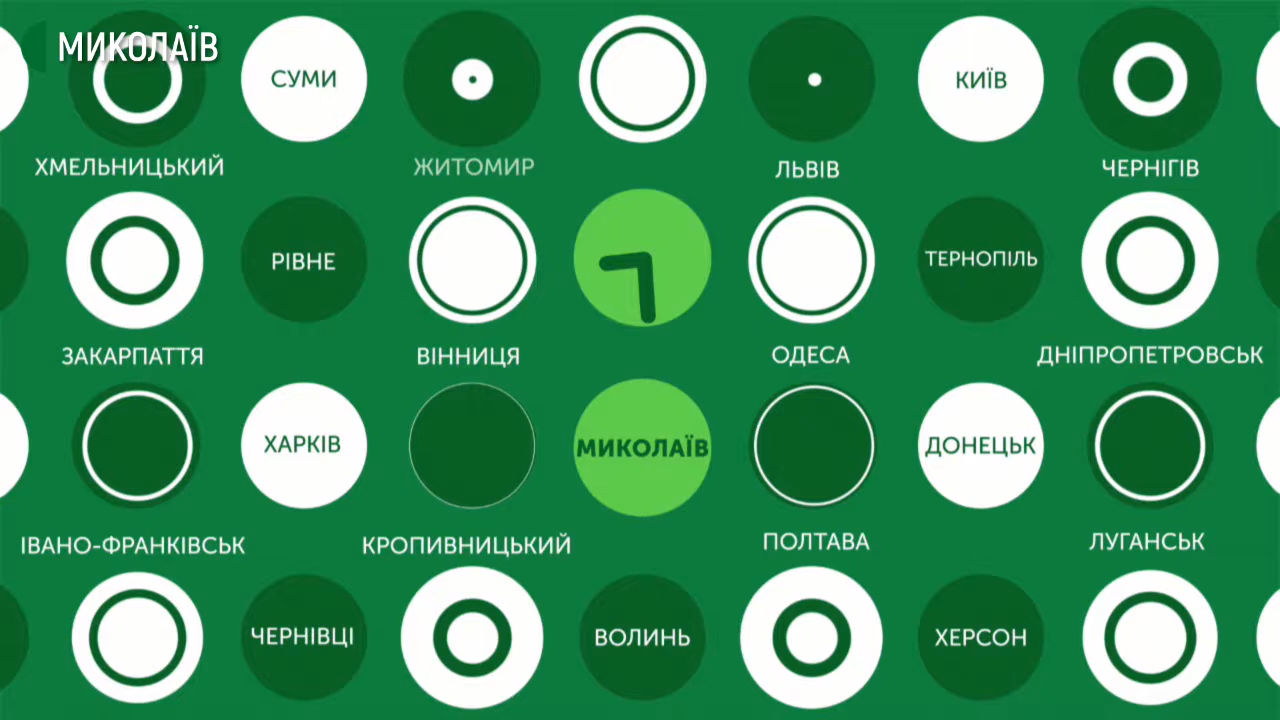 МИКОЛАЇВ
СУМИ
КИЇВ
ХМЕЛЬНИЦЬКИЙ
ЖИТОМИР
ЛЬВІВ
ЧЕРНІГІВ
РІВНЕ
ТЕРНОПІЛЬ
ЗАКАРПАТТЯ
ВІННИЦЯ
ОДЕСА
ДНІПРОПЕТРОВСЬК
ХАРКІВ
МИКОЛАЇВ
ДОНЕЦЬК
ІВАНО-ФРАНКІВСЬК
КРОПИВНИЦЬКИЙ
ПОЛТАВА
ЛУГАНСЬК
ЧЕРНІВЦІ
ВОЛИНЬ
ХЕРСОН